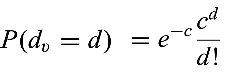 P(d_v = d) = e^{-c} \frac{c^d}{d!}